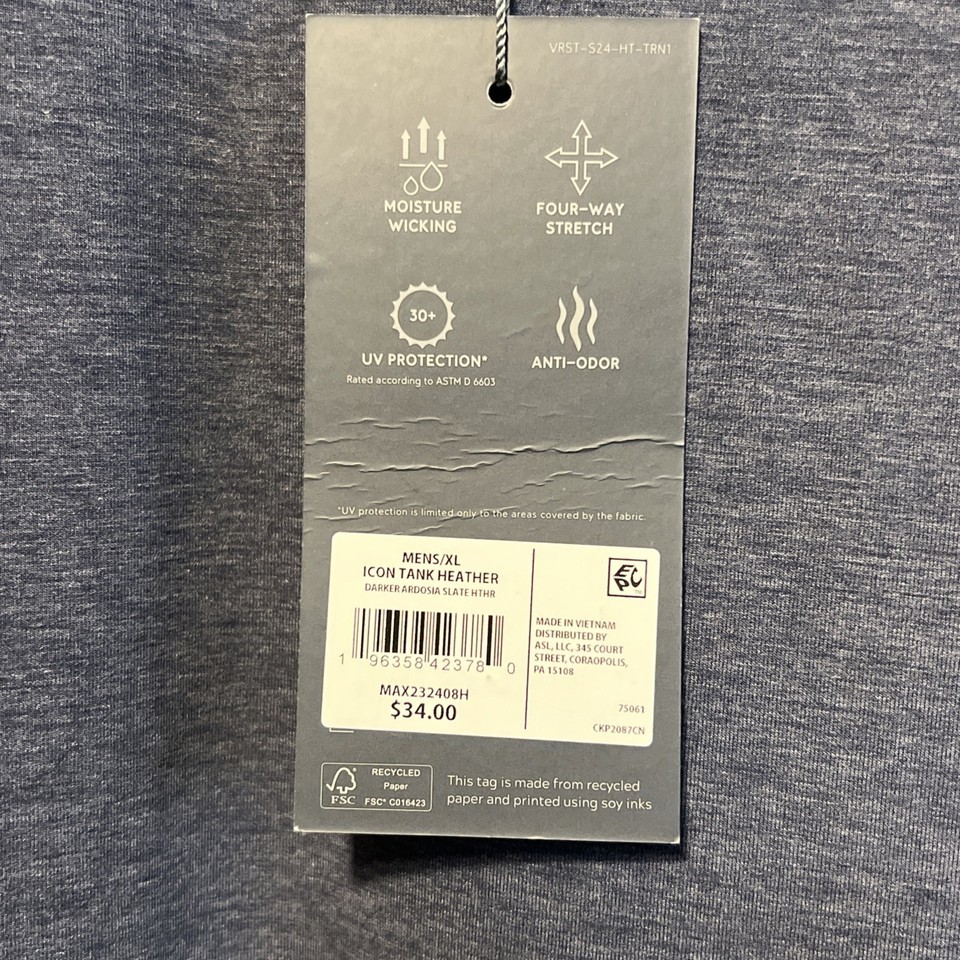 VRST-S24-HT-TRN1
MOISTURE
WICKING
FOUR-WAY
STRETCH
30+
UV PROTECTION*
Rated according to ASTM D 6603
ANTI-ODOR
*UV protection is limited only to the areas covered by the fabric.
MENS/XL
ICON TANK HEATHER
DARKER ARDOSIA SLATE HTHR
1 96358 42378 0
MAX232408H
$34.00
EPC
TM
MADE IN VIETNAM
DISTRIBUTED BY
ASL, LLC, 345 COURT
STREET, CORAOPOLIS,
PA 15108
75061
CKP2087CN
FSC
RECYCLED
Paper
FSC® C016423
This tag is made from recycled
paper and printed using soy inks